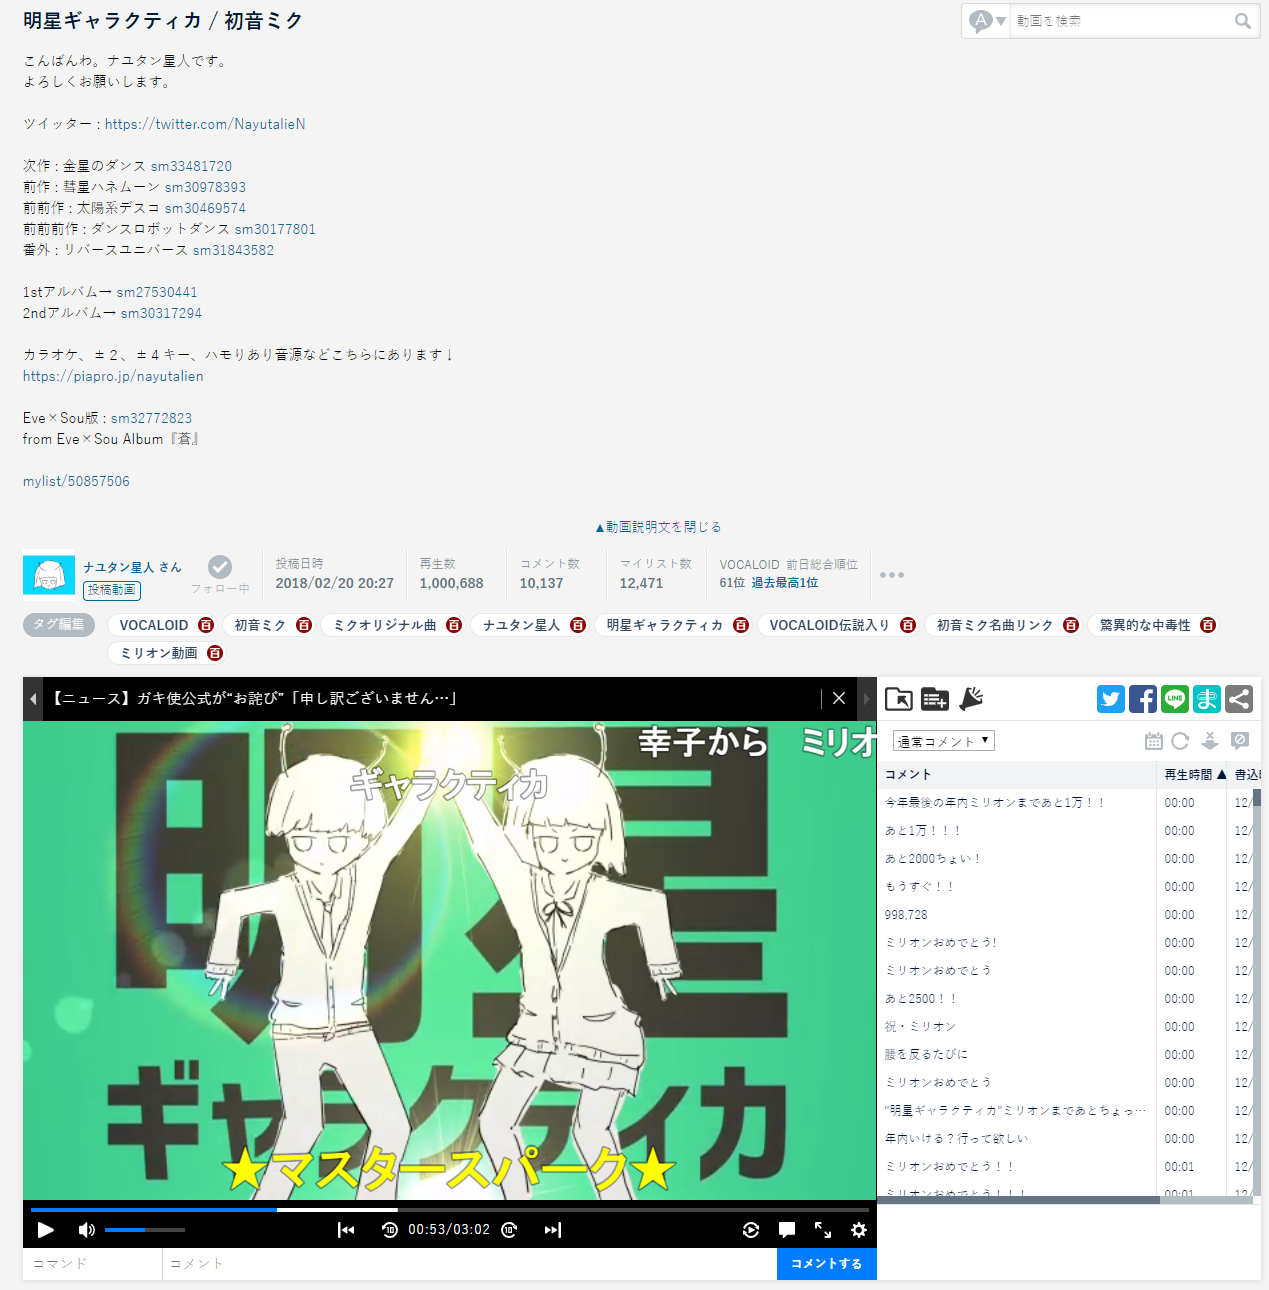 明星ギャラクティカ / 初音ミク
動画を検索
こんばんわ。ナユタン星人です。
よろしくお願いします。
ツイッター : https://twitter.com/NayutalieN
次作 : 金星のダンス sm33481720
前作 : 彗星ハネムーン sm30978393
前前作 : 太陽系デスコ sm30469574
前前前作 : ダンスロボットダンス sm30177801
番外 : リバースユニバース sm31843582
1stアルバム→ sm27530441
2ndアルバム→ sm30317294
カラオケ、±２、±４キー、ハモりあり音源などこちらにあります↓
https://piapro.jp/nayutalien
Eve×Sou版 : sm32772823
from Eve×Sou Album『蒼』
mylist/50857506
▲動画説明文を閉じる
ナユタン星人 さん
投稿動画
フォロー中
投稿日時
2018/02/20 20:27
再生数
1,000,688
コメント数
10,137
マイリスト数
12,471
VOCALOID 前日総合順位
61位 過去最高1位
タグ編集
VOCALOID 百
初音ミク 百
ミクオリジナル曲 百
ナユタン星人 百
明星ギャラクティカ 百
VOCALOID伝説入り 百
初音ミク名曲リンク 百
驚異的な中毒性 百
ミリオン動画 百
【ニュース】ガキ使公式が“お詫び”「申し訳ございません…」
幸子から ミリオ
ギャラクティカ
明星
ギャラクティカ
★マスタースパーク★
00:53/03:02
コマンド
コメント
コメントする
LINE
ま
通常コメント ▼
コメント 再生時間 ▲ 書込
今年最後の年内ミリオンまであと1万！！ 00:00 12/
あと1万！！！ 00:00 12/
あと2000ちょい！ 00:00 12/
もうすぐ！！ 00:00 12/
998,728 00:00 12/
ミリオンおめでとう! 00:00 12/
ミリオンおめでとう 00:00 12/
あと2500！！ 00:00 12/
祝・ミリオン 00:00 12/
腰を反るたびに 00:00 12/
ミリオンおめでとう 00:00 12/
"明星ギャラクティカ"ミリオンまであとちょっ… 00:00 12/
年内いける？行って欲しい 00:00 12/
ミリオンおめでとう！！ 00:01 12/
ミリオンおめでとう！！！ 00:01 12/